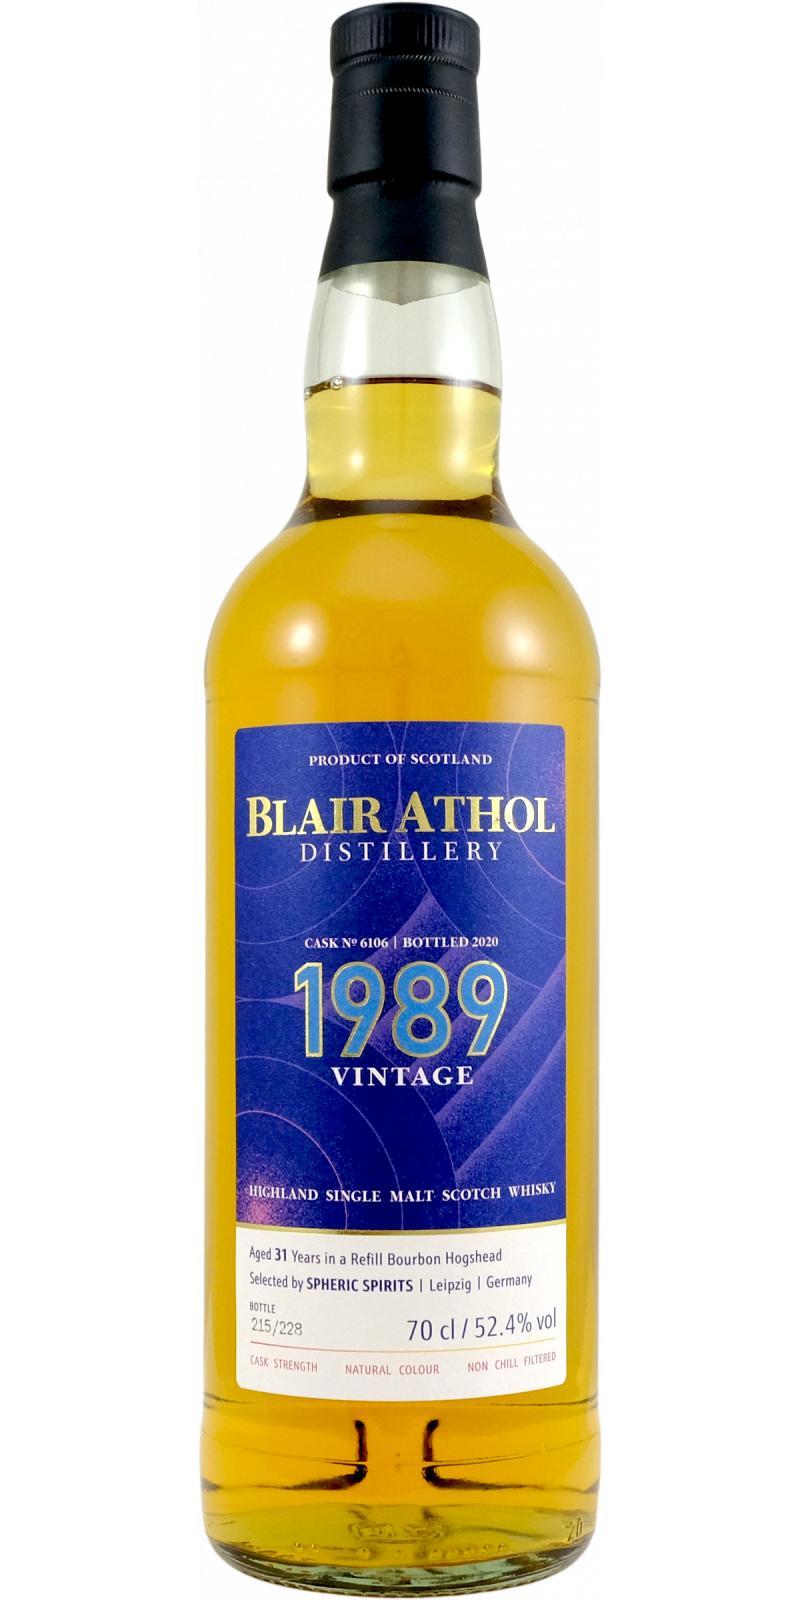 PRODUCT OF SCOTLAND
BLAIR ATHOL
DISTILLERY
CASK Nº 6106 | BOTTLED 2020
1989
VINTAGE
HIGHLAND SINGLE MALT SCOTCH WHISKY
Aged 31 Years in a Refill Bourbon Hogshead
Selected by SPHERIC SPIRITS | Leipzig | Germany
BOTTLE
215/228
70 cl / 52.4% vol
CASK STRENGTH NATURAL COLOUR NON CHILL FILTERED